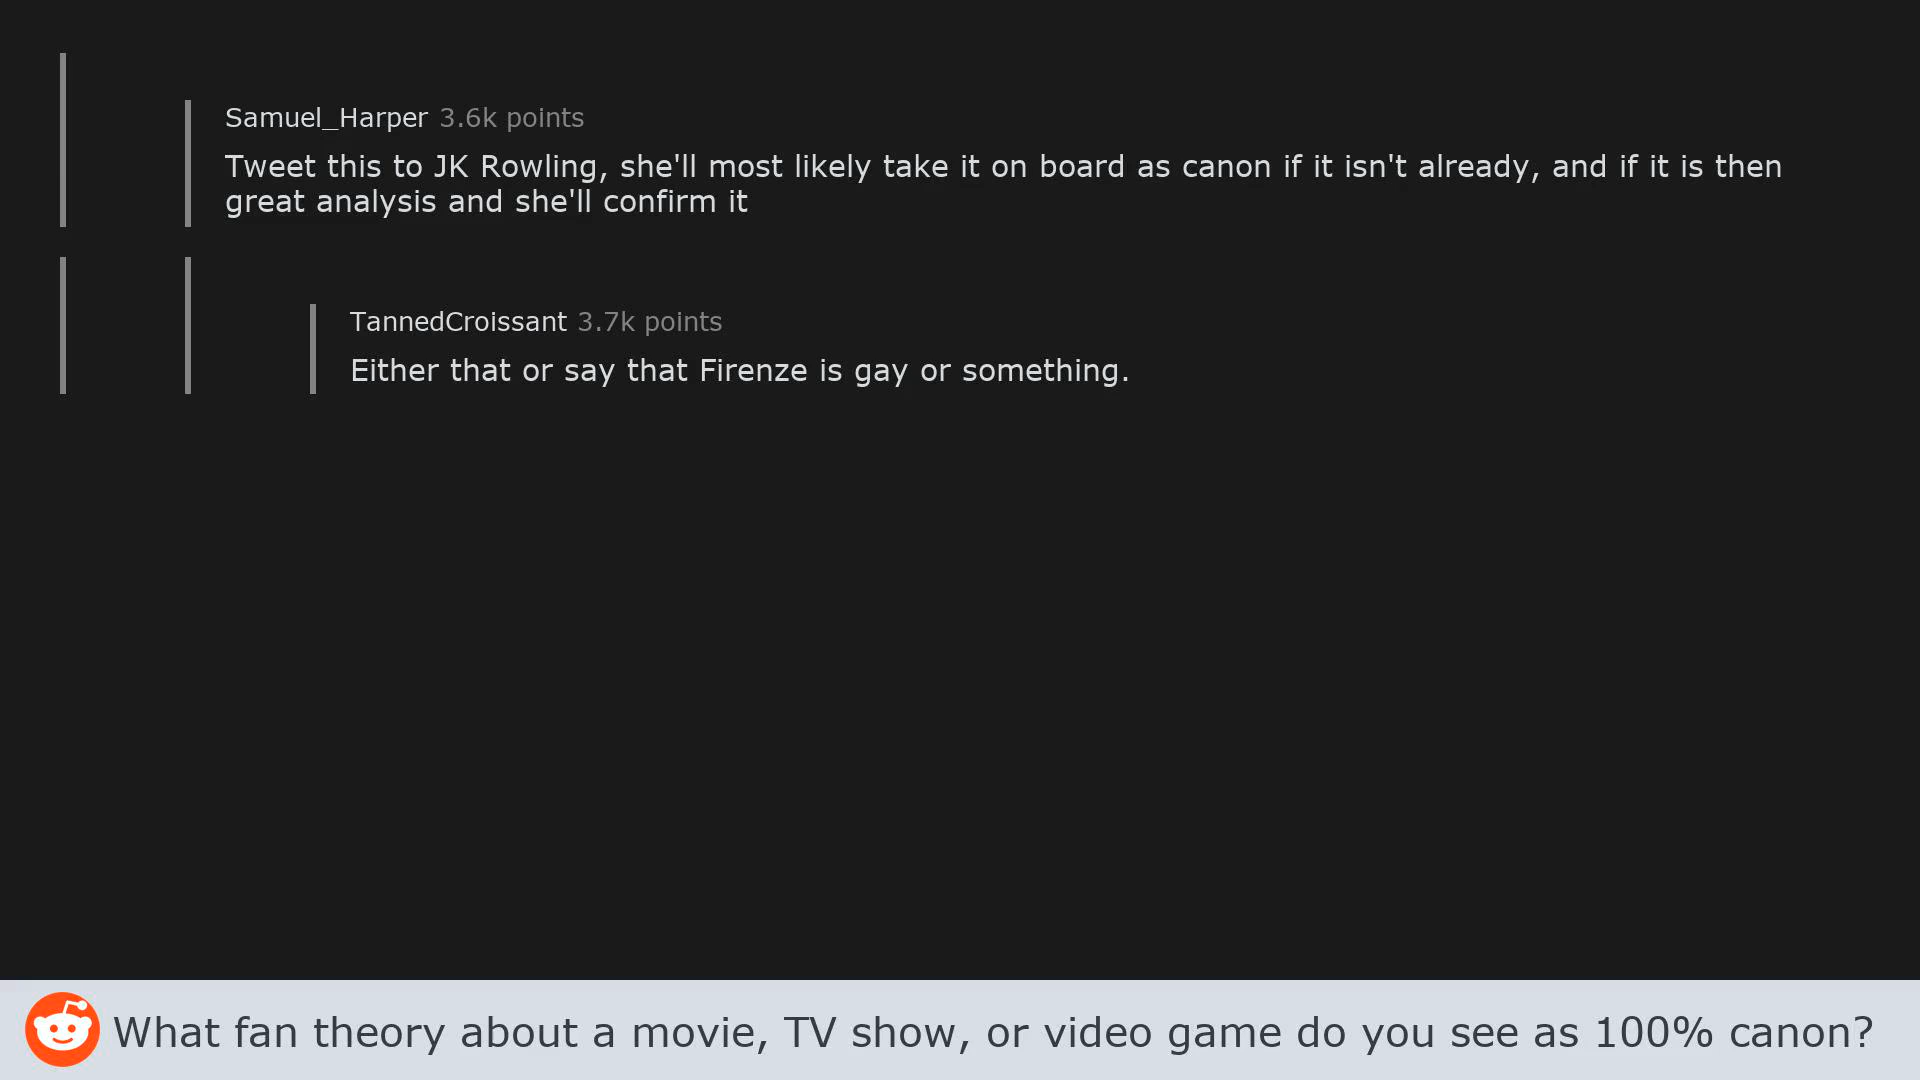 Samuel_Harper 3.6k points
Tweet this to JK Rowling, she'll most likely take it on board as canon if it isn't already, and if it is then
great analysis and she'll confirm it
TannedCroissant 3.7k points
Either that or say that Firenze is gay or something.
What fan theory about a movie, TV show, or video game do you see as 100% canon?